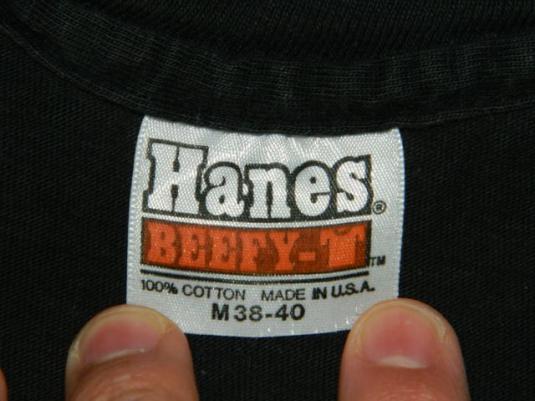 Hanes®
BEEFY-T™
100% COTTON MADE IN U.S.A.
M 38-40